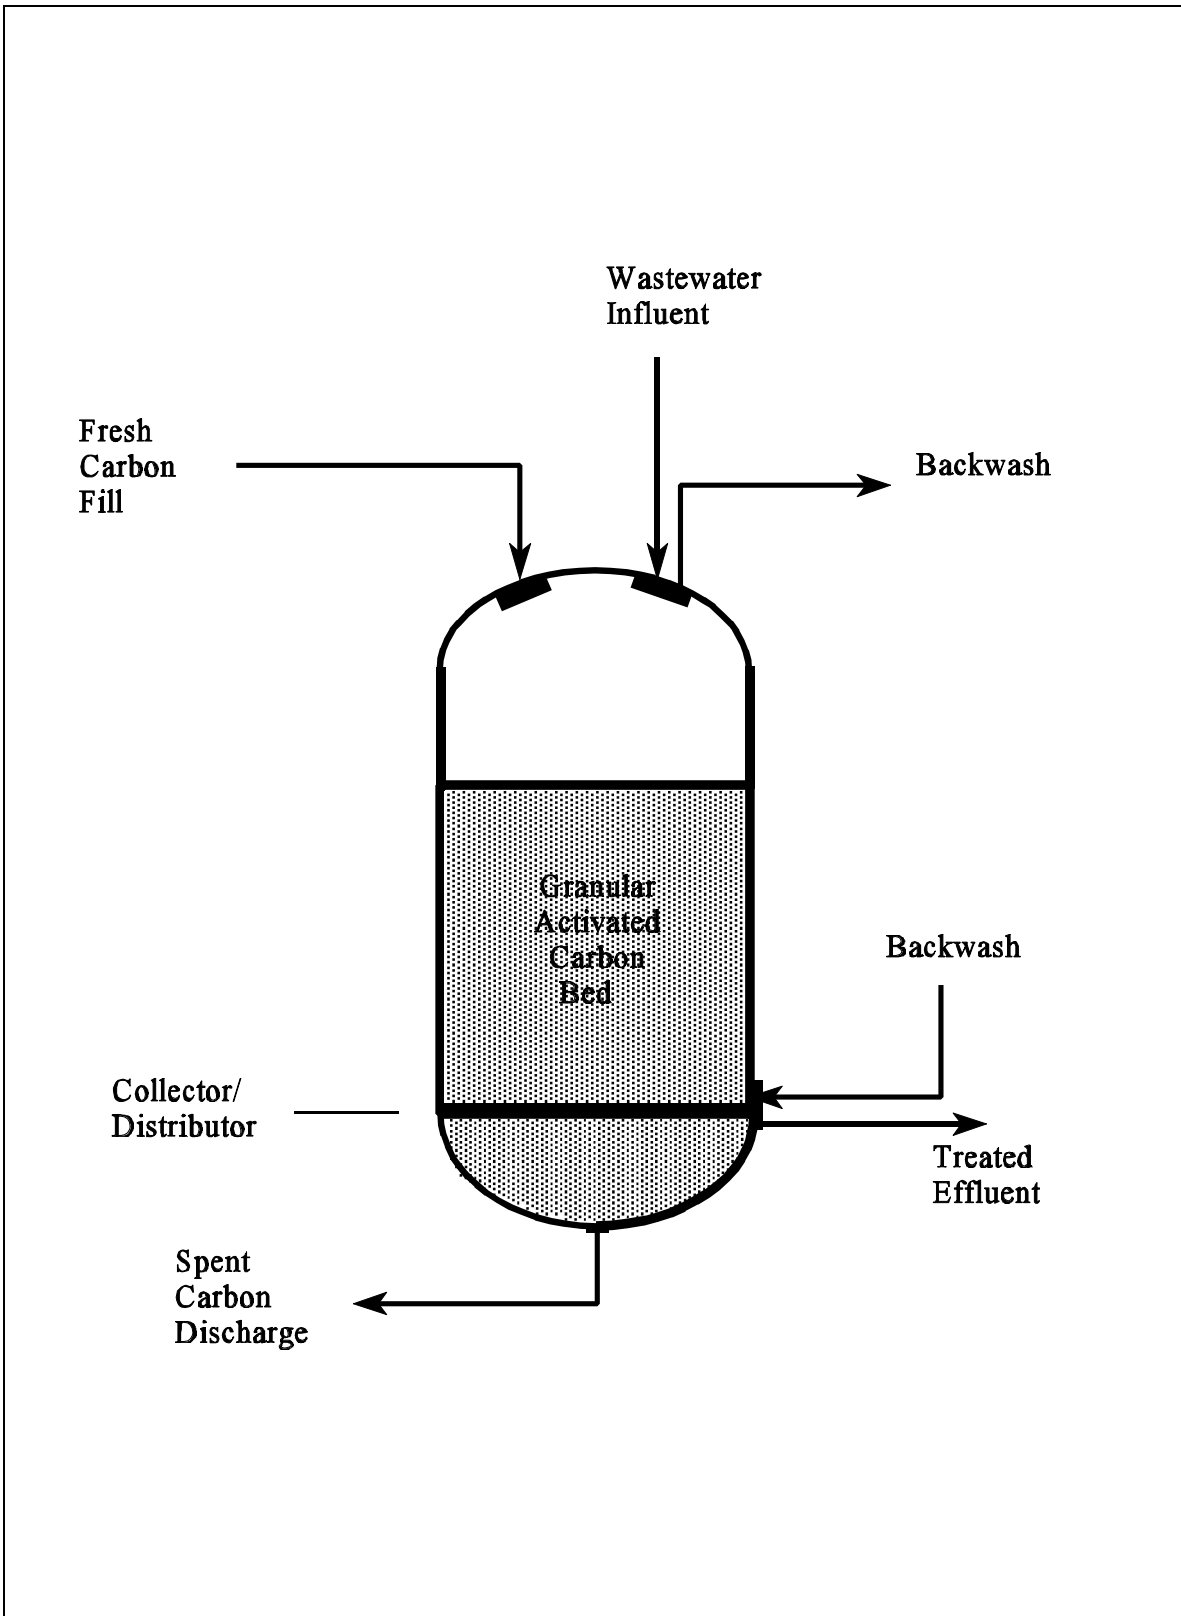 Wastewater
Influent
Fresh
Carbon
Fill
Backwash
Granular
Activated
Carbon
Bed
Backwash
Collector/
Distributor
Treated
Effluent
Spent
Carbon
Discharge